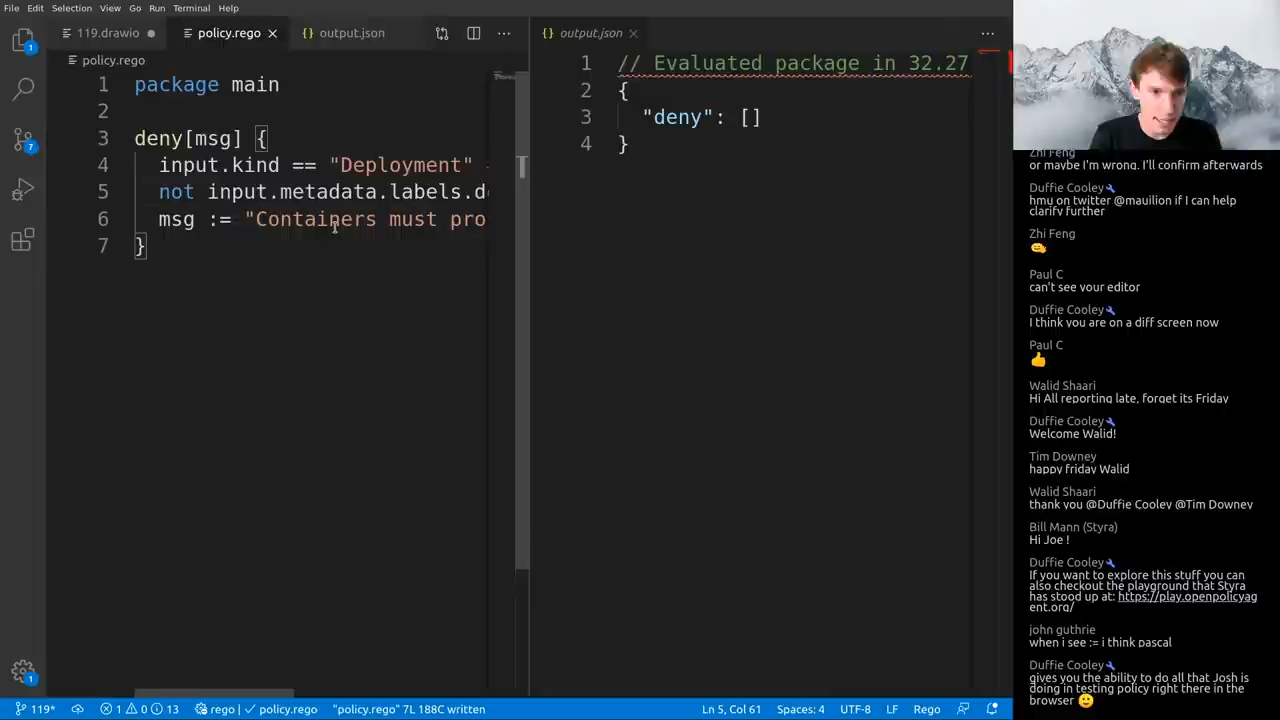 File Edit Selection View Go Run Terminal Help
119.drawio
policy.rego
output.json
output.json
policy.rego
1 package main
2
3 deny[msg] {
4 input.kind == "Deployment"
5 not input.metadata.labels.d
6 msg := "Containers must pro
7 }
1 // Evaluated package in 32.27
2 {
3 "deny": []
4 }
Zhi Feng
or maybe I'm wrong. I'll confirm afterwards
Duffie Cooley
hmu on twitter @mauilion if I can help
clarify further
Zhi Feng
Paul C
can't see your editor
Duffie Cooley
I think you are on a diff screen now
Paul C
Walid Shaari
Hi All reporting late, forget its Friday
Duffie Cooley
Welcome Walid!
Tim Downey
happy friday Walid
Walid Shaari
thank you @Duffie Cooley @Tim Downey
Bill Mann (Styra)
Hi Joe !
Duffie Cooley
If you want to explore this stuff you can
also checkout the playground that Styra
has stood up at: https://play.openpolicyag
ent.org/
john guthrie
when i see := i think pascal
Duffie Cooley
gives you the ability to do all that Josh is
doing in testing policy right there in the
browser 🙂
1
7
1
119* 1 0 13 rego | ✓ policy.rego "policy.rego" 7L 188C written Ln 5, Col 61 Spaces: 4 UTF-8 LF Rego